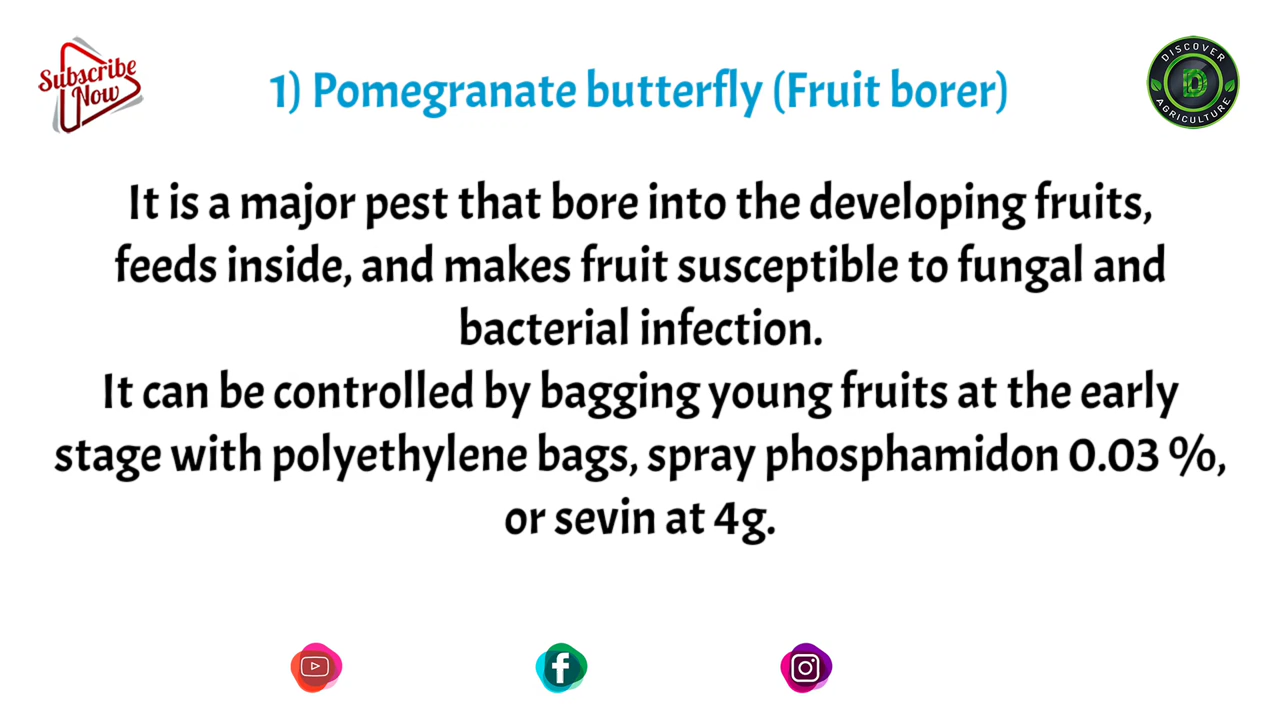 Subscribe
Now
1) Pomegranate butterfly (Fruit borer)
DISCOVER
D
AGRICULTURE
It is a major pest that bore into the developing fruits,
feeds inside, and makes fruit susceptible to fungal and
bacterial infection.
It can be controlled by bagging young fruits at the early
stage with polyethylene bags, spray phosphamidon 0.03 %,
or sevin at 4g.